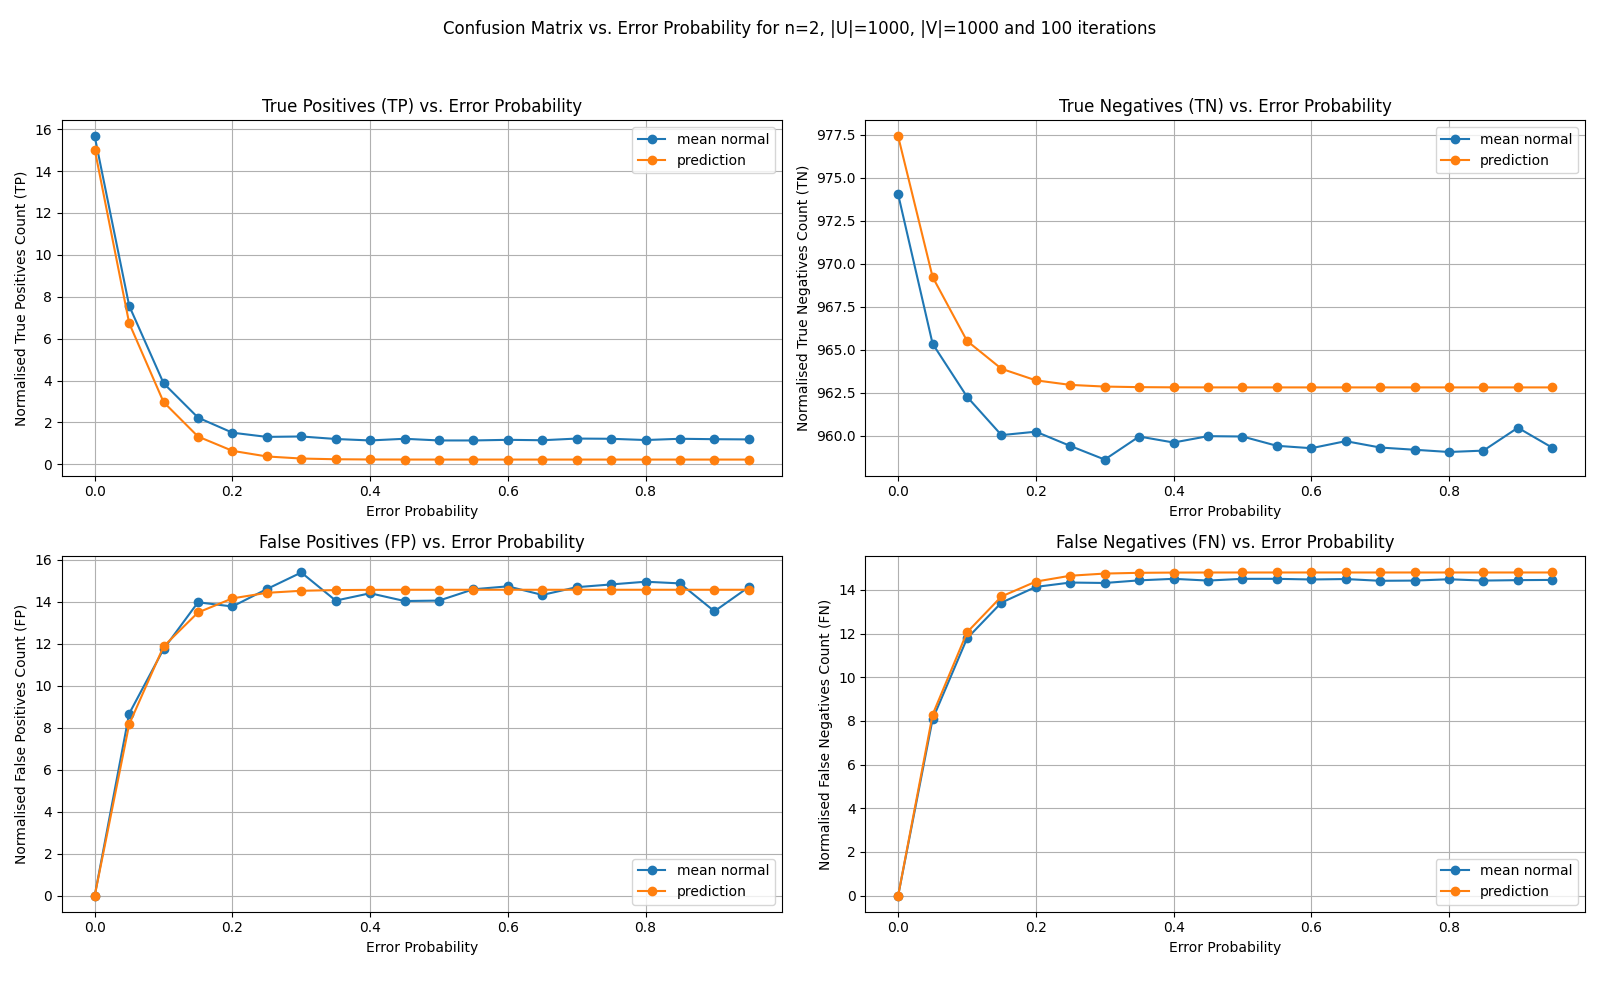 Confusion Matrix vs. Error Probability for n=2, |U|=1000, |V|=1000 and 100 iterations
True Positives (TP) vs. Error Probability
Normalised True Positives Count (TP)
16
14
12
10
8
6
4
2
0
0.0 0.2 0.4 0.6 0.8
Error Probability
mean normal
prediction
True Negatives (TN) vs. Error Probability
Normalised True Negatives Count (TN)
977.5
975.0
972.5
970.0
967.5
965.0
962.5
960.0
0.0 0.2 0.4 0.6 0.8
Error Probability
mean normal
prediction
False Positives (FP) vs. Error Probability
Normalised False Positives Count (FP)
16
14
12
10
8
6
4
2
0
0.0 0.2 0.4 0.6 0.8
Error Probability
mean normal
prediction
False Negatives (FN) vs. Error Probability
Normalised False Negatives Count (FN)
14
12
10
8
6
4
2
0
0.0 0.2 0.4 0.6 0.8
Error Probability
mean normal
prediction